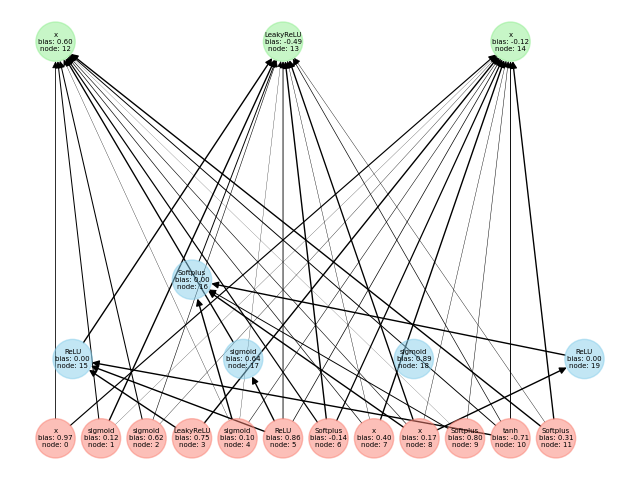 x
bias: 0.60
node: 12
LeakyReLU
bias: -0.49
node: 13
x
bias: -0.12
node: 14
Softplus
bias: 0.00
node: 16
ReLU
bias: 0.00
node: 15
sigmoid
bias: 0.64
node: 17
sigmoid
bias: 0.89
node: 18
ReLU
bias: 0.00
node: 19
x
bias: 0.97
node: 0
sigmoid
bias: 0.12
node: 1
sigmoid
bias: 0.62
node: 2
LeakyReLU
bias: 0.75
node: 3
sigmoid
bias: 0.10
node: 4
ReLU
bias: 0.86
node: 5
Softplus
bias: -0.14
node: 6
x
bias: 0.40
node: 7
x
bias: 0.17
node: 8
Softplus
bias: 0.80
node: 9
tanh
bias: -0.71
node: 10
Softplus
bias: 0.31
node: 11